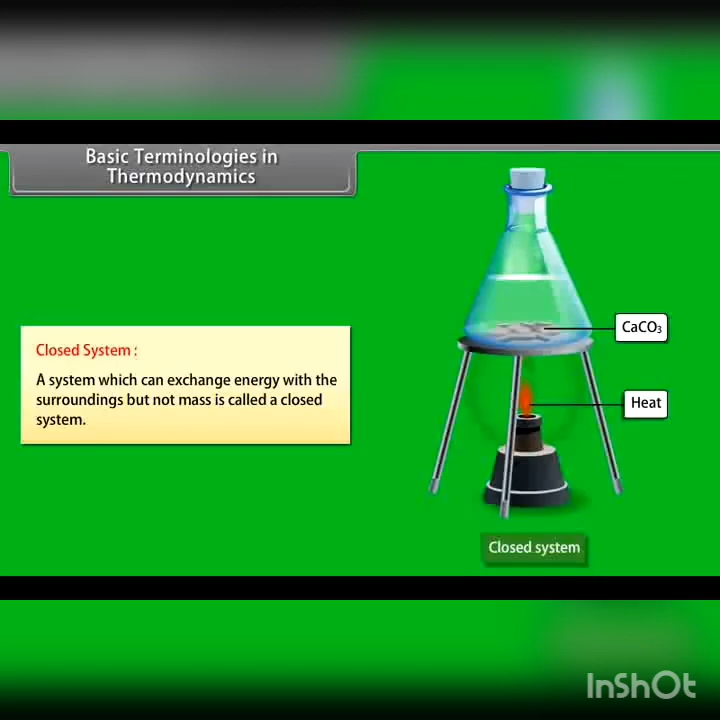 Basic Terminologies in
Thermodynamics
Closed System :
A system which can exchange energy with the
surroundings but not mass is called a closed
system.
CaCO₃
Heat
Closed system
InShOt